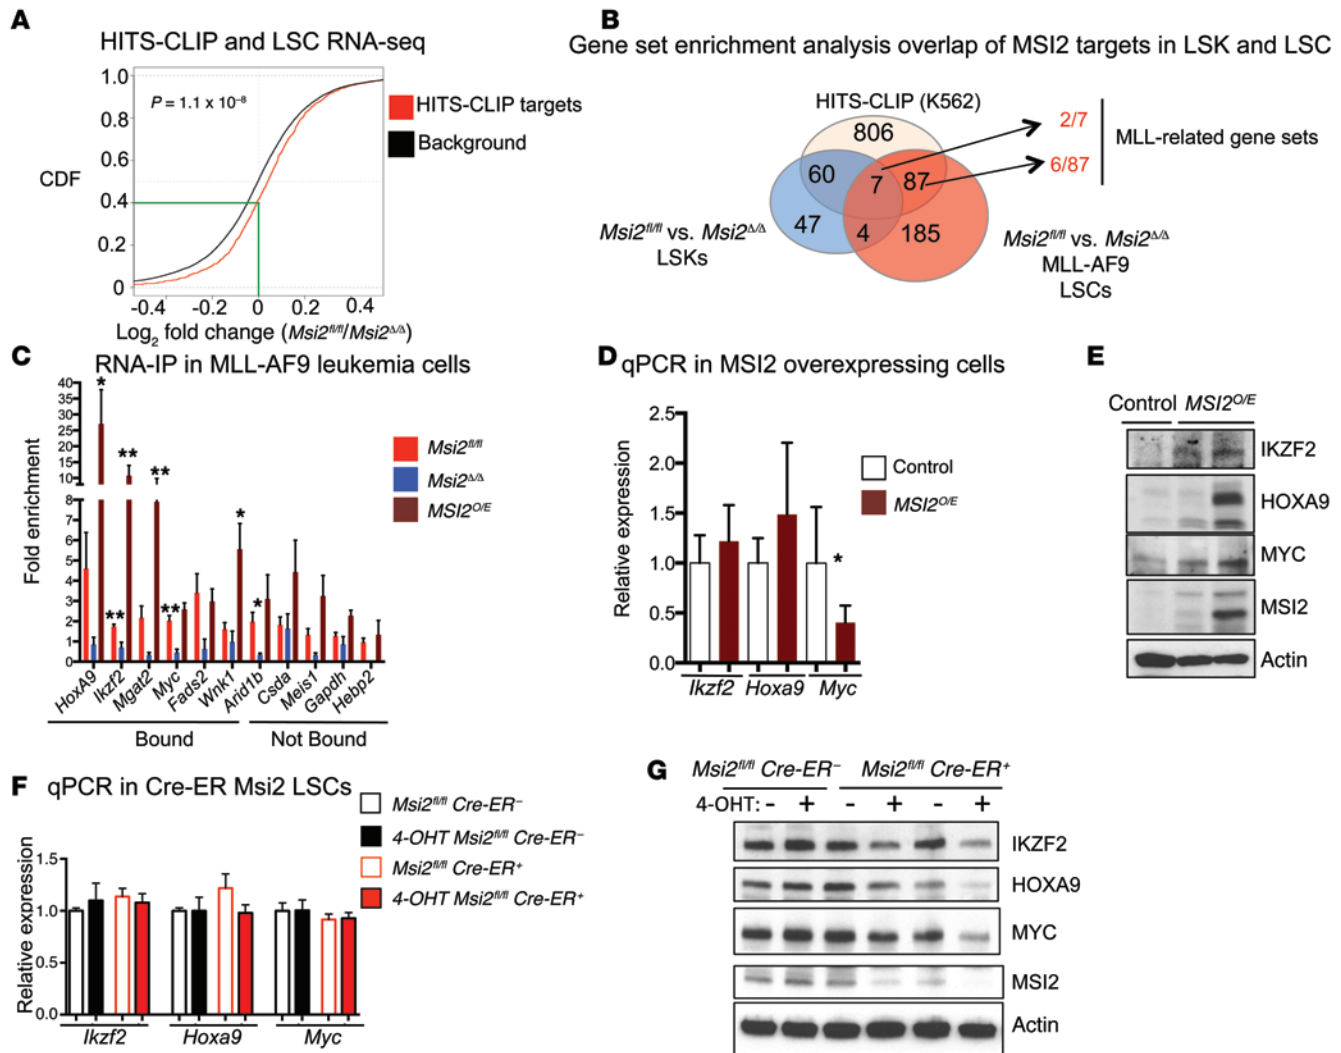 A
HITS-CLIP and LSC RNA-seq
P = 1.1 x 10⁻⁸
HITS-CLIP targets
Background
CDF
1.0
0.8
0.6
0.4
0.2
0
-0.4
-0.2
0
0.2
0.4
Log₂ fold change (Msi2fl/fl/Msi2Δ/Δ)
B
Gene set enrichment analysis overlap of MSI2 targets in LSK and LSC
HITS-CLIP (K562)
806
60
7
87
47
4
185
2/7
6/87
MLL-related gene sets
Msi2fl/fl vs. Msi2Δ/Δ
LSKs
Msi2fl/fl vs. Msi2Δ/Δ
MLL-AF9
LSCs
C
RNA-IP in MLL-AF9 leukemia cells
Fold enrichment
40
35
30
25
20
15
10
8
7
6
5
4
3
2
1
0
*
**
**
**
**
*
*
Msi2fl/fl
Msi2Δ/Δ
MSI2O/E
HoxA9
Ikzf2
Mgat2
Myc
Fads2
Wnk1
Arid1b
Csda
Meis1
Gapdh
Hebp2
Bound
Not Bound
D
qPCR in MSI2 overexpressing cells
Relative expression
2.5
2.0
1.5
1.0
0.5
0.0
*
Control
MSI2O/E
Ikzf2
Hoxa9
Myc
E
Control MSI2O/E
IKZF2
HOXA9
MYC
MSI2
Actin
F
qPCR in Cre-ER Msi2 LSCs
Msi2fl/fl Cre-ER⁻
4-OHT Msi2fl/fl Cre-ER⁻
Msi2fl/fl Cre-ER⁺
4-OHT Msi2fl/fl Cre-ER⁺
Relative expression
1.5
1.0
0.5
0.0
Ikzf2
Hoxa9
Myc
G
Msi2fl/fl Cre-ER⁻ Msi2fl/fl Cre-ER⁺
4-OHT: - + - + - +
IKZF2
HOXA9
MYC
MSI2
Actin